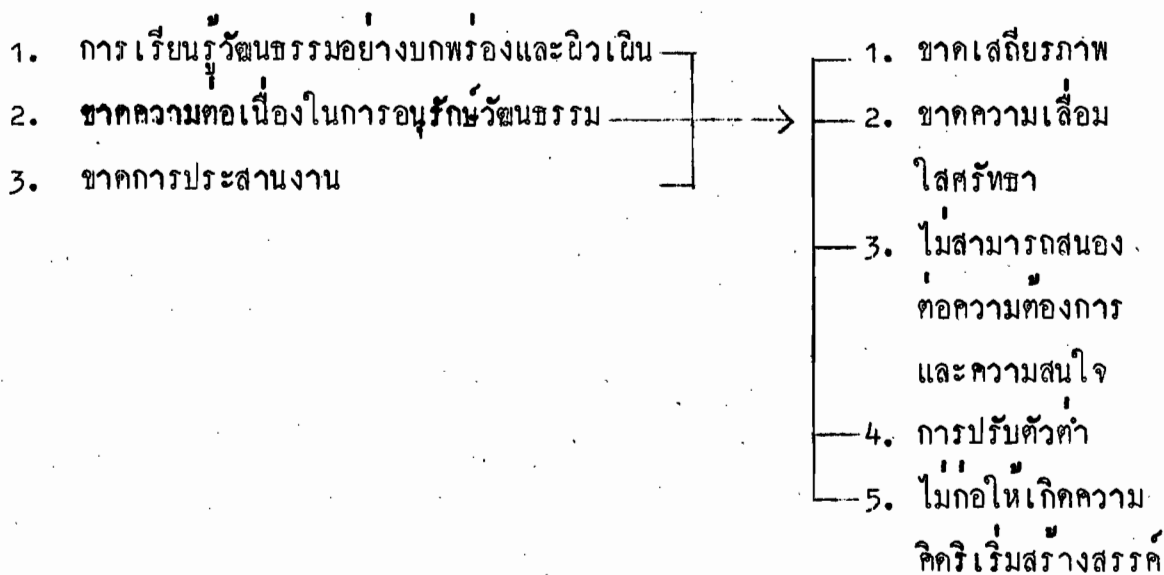 1. การเรียนรู้วัฒนธรรมอย่างบกพร่องและผิวเผิน
2. ขาดความต่อเนื่องในการอนุรักษ์วัฒนธรรม
3. ขาดการประสานงาน
1. ขาดเสถียรภาพ
2. ขาดความเลื่อม
ใสศรัทธา
3. ไม่สามารถสนอง
ต่อความต้องการ
และความสนใจ
4. การปรับตัวต่ำ
5. ไม่ก่อให้เกิดความ
คิดริเริ่มสร้างสรรค์